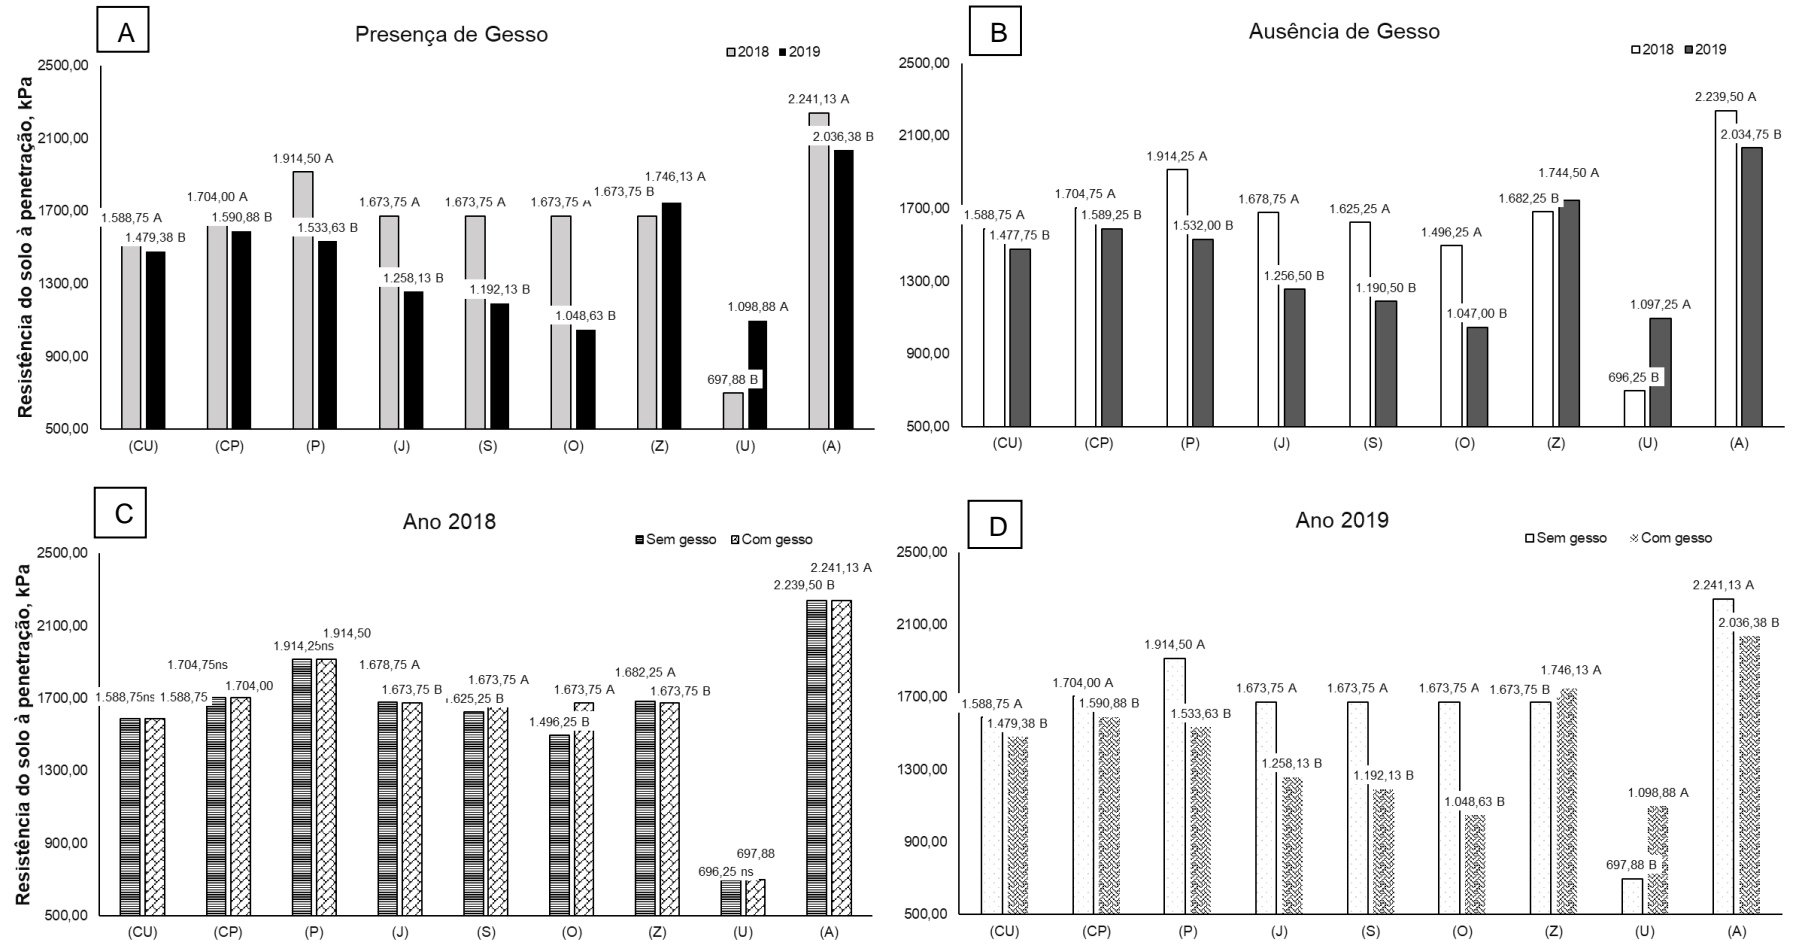 A
Presença de Gesso
2018 2019
Resistência do solo à penetração, kPa
2500,00
2100,00
1700,00
1300,00
900,00
500,00
1.588,75 A
1.479,38 B
1.704,00 A
1.590,88 B
1.914,50 A
1.533,63 B
1.673,75 A
1.258,13 B
1.673,75 A
1.192,13 B
1.673,75 A
1.048,63 B
1.673,75 B
1.746,13 A
697,88 B
1.098,88 A
2.241,13 A
2.036,38 B
(CU) (CP) (P) (J) (S) (O) (Z) (U) (A)
B
Ausência de Gesso
2018 2019
2500,00
2100,00
1700,00
1300,00
900,00
500,00
1.588,75 A
1.477,75 B
1.704,75 A
1.589,25 B
1.914,25 A
1.532,00 B
1.678,75 A
1.256,50 B
1.625,25 A
1.190,50 B
1.496,25 A
1.047,00 B
1.682,25 B
1.744,50 A
696,25 B
1.097,25 A
2.239,50 A
2.034,75 B
(CU) (CP) (P) (J) (S) (O) (Z) (U) (A)
C
Ano 2018
Sem gesso Com gesso
Resistência do solo à penetração, kPa
2500,00
2100,00
1700,00
1300,00
900,00
500,00
1.588,75ns
1.588,75
1.704,75ns
1.704,00
1.914,25ns
1.914,50
1.678,75 A
1.673,75 B
1.625,25 B
1.673,75 A
1.496,25 B
1.673,75 A
1.682,25 A
1.673,75 B
696,25 ns
697,88
2.239,50 B
2.241,13 A
(CU) (CP) (P) (J) (S) (O) (Z) (U) (A)
D
Ano 2019
Sem gesso Com gesso
2500,00
2100,00
1700,00
1300,00
900,00
500,00
1.588,75 A
1.479,38 B
1.704,00 A
1.590,88 B
1.914,50 A
1.533,63 B
1.673,75 A
1.258,13 B
1.673,75 A
1.192,13 B
1.673,75 A
1.048,63 B
1.673,75 B
1.746,13 A
697,88 B
1.098,88 A
2.241,13 A
2.036,38 B
(CU) (CP) (P) (J) (S) (O) (Z) (U) (A)